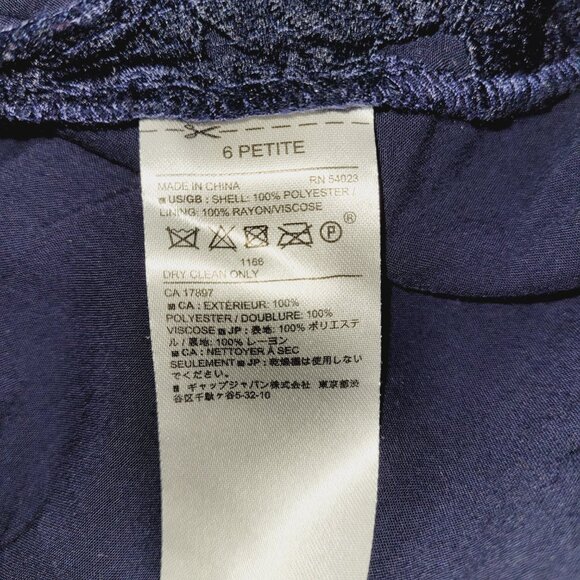 6 PETITE
MADE IN CHINA RN 54023
US/GB : SHELL: 100% POLYESTER /
LINING: 100% RAYON/VISCOSE
P ®
1166
DRY CLEAN ONLY
CA 17897
CA : EXTÉRIEUR: 100%
POLYESTER / DOUBLURE: 100%
VISCOSE JP : 表地: 100% ポリエステ
ル / 裏地: 100% レーヨン
CA : NETTOYER À SEC
SEULEMENT JP : 乾燥機は使用しない
でください。
ギャップジャパン株式会社 東京都渋
谷区千駄ヶ谷5-32-10